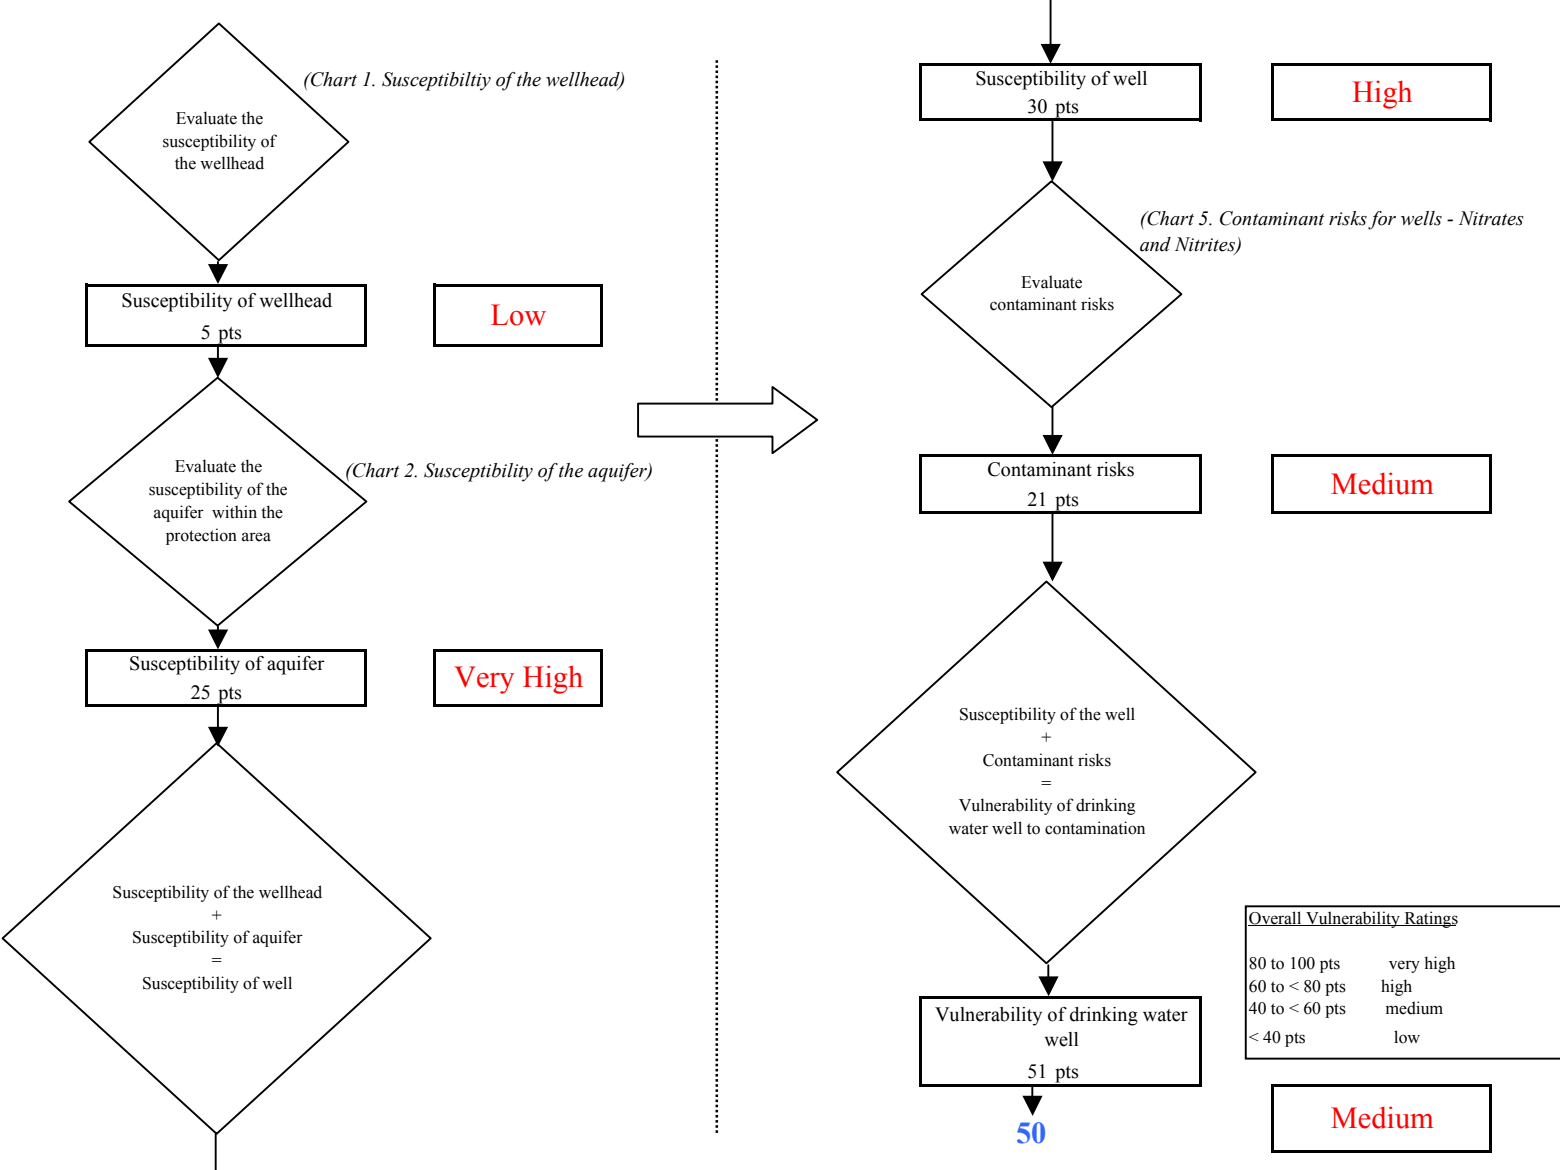 (Chart 1. Susceptibiltiy of the wellhead)
Evaluate the
susceptibility of
the wellhead
Susceptibility of wellhead
5 pts
Low
Evaluate the
susceptibility of the
aquifer within the
protection area
(Chart 2. Susceptibility of the aquifer)
Susceptibility of aquifer
25 pts
Very High
Susceptibility of the wellhead
+
Susceptibility of aquifer
=
Susceptibility of well
Susceptibility of well
30 pts
High
(Chart 5. Contaminant risks for wells - Nitrates
and Nitrites)
Evaluate
contaminant risks
Contaminant risks
21 pts
Medium
Susceptibility of the well
+
Contaminant risks
=
Vulnerability of drinking
water well to contamination
Overall Vulnerability Ratings
80 to 100 pts very high
60 to < 80 pts high
40 to < 60 pts medium
< 40 pts low
Vulnerability of drinking water
well
51 pts
50
Medium